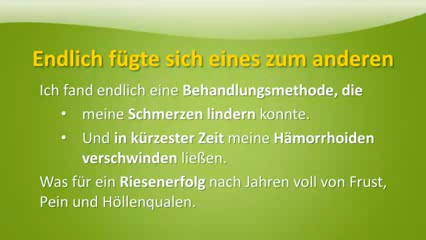 Endlich fügte sich eines zum anderen
Ich fand endlich eine Behandlungsmethode, die
• meine Schmerzen lindern konnte.
• Und in kürzester Zeit meine Hämorrhoiden
verschwinden ließen.
Was für ein Riesenerfolg nach Jahren voll von Frust,
Pein und Höllenqualen.